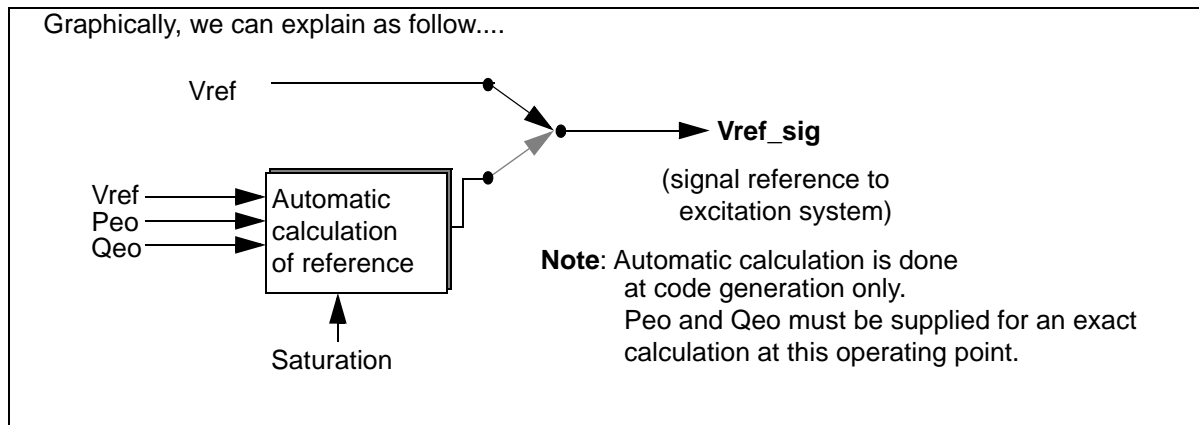 Graphically, we can explain as follow....
Vref
Vref_sig
(signal reference to
excitation system)
Vref
Peo
Qeo
Automatic
calculation
of reference
Saturation
Note: Automatic calculation is done
at code generation only.
Peo and Qeo must be supplied for an exact
calculation at this operating point.